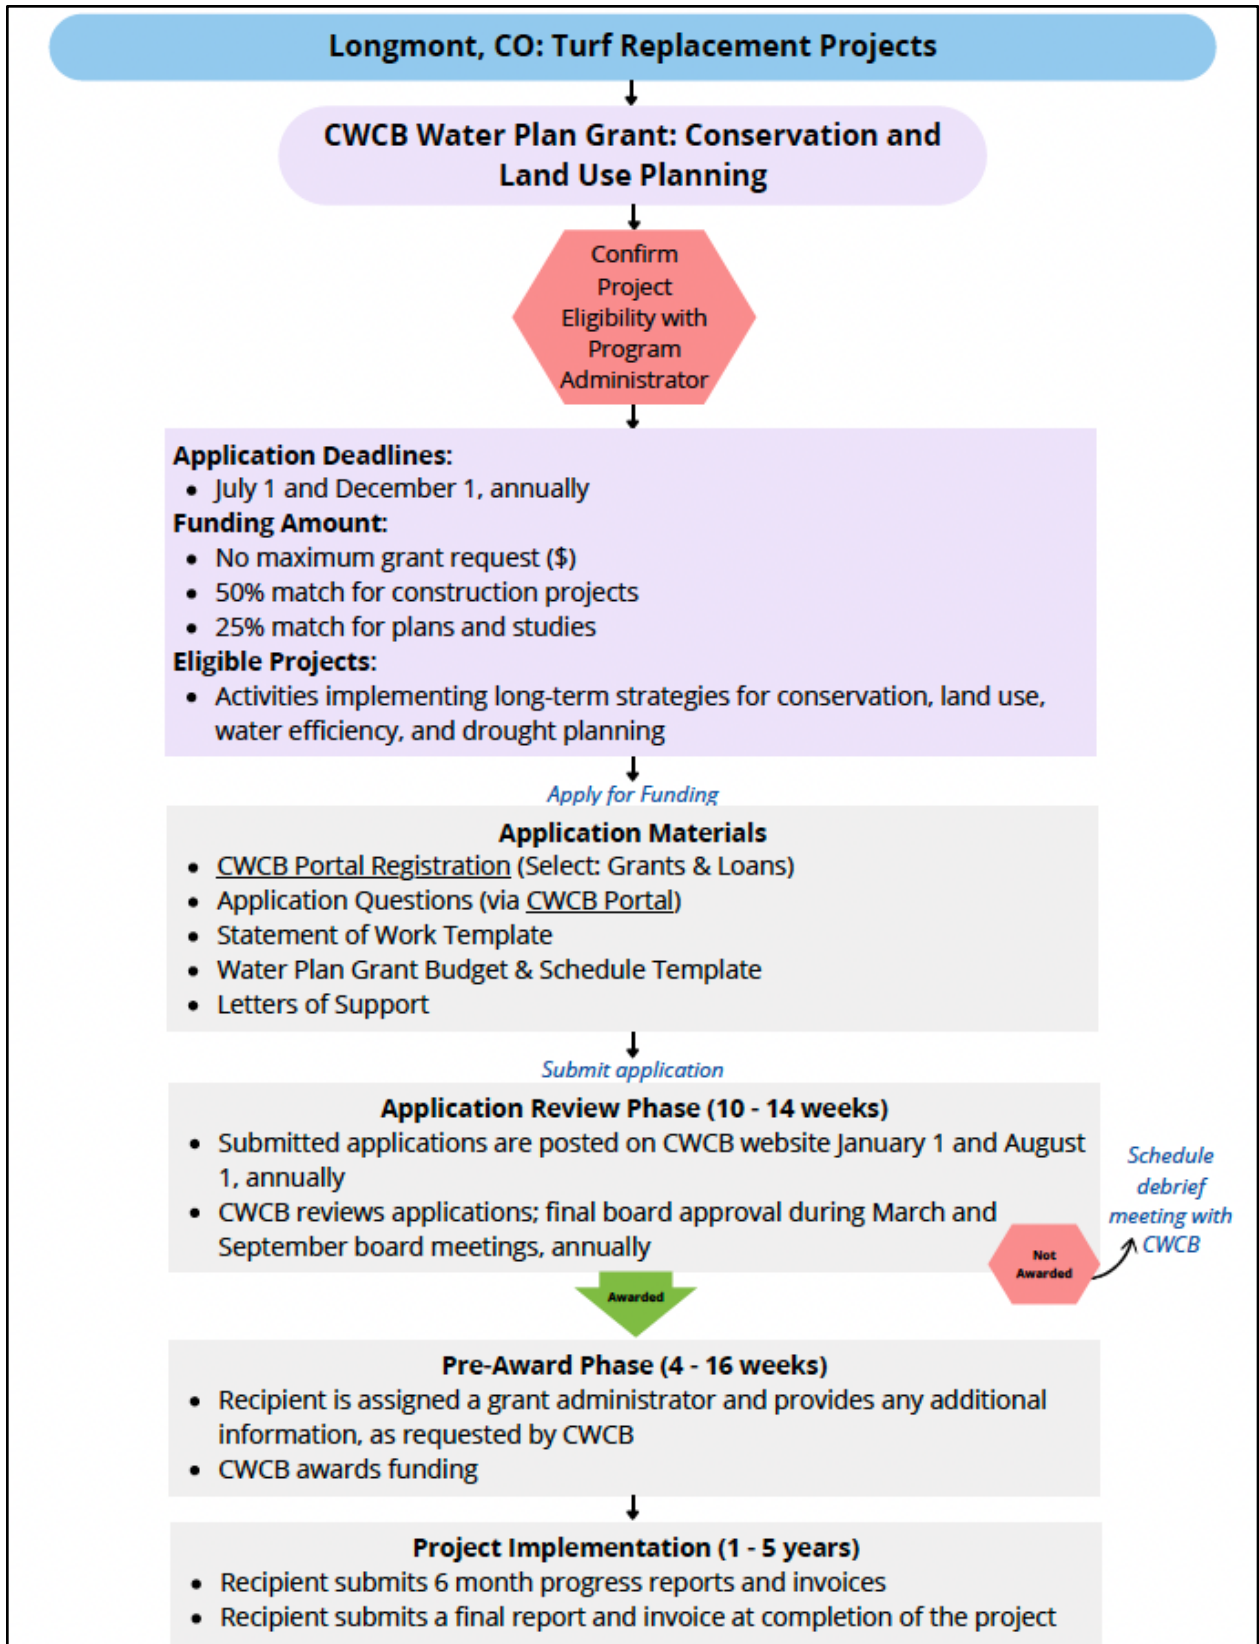 Longmont, CO: Turf Replacement Projects
CWCB Water Plan Grant: Conservation and
Land Use Planning
Confirm
Project
Eligibility with
Program
Administrator
Application Deadlines:
• July 1 and December 1, annually
Funding Amount:
• No maximum grant request ($)
• 50% match for construction projects
• 25% match for plans and studies
Eligible Projects:
• Activities implementing long-term strategies for conservation, land use,
water efficiency, and drought planning
Apply for Funding
Application Materials
• CWCB Portal Registration (Select: Grants & Loans)
• Application Questions (via CWCB Portal)
• Statement of Work Template
• Water Plan Grant Budget & Schedule Template
• Letters of Support
Submit application
Application Review Phase (10 - 14 weeks)
• Submitted applications are posted on CWCB website January 1 and August
1, annually
• CWCB reviews applications; final board approval during March and
September board meetings, annually
Not
Awarded
Schedule
debrief
meeting with
CWCB
Awarded
Pre-Award Phase (4 - 16 weeks)
• Recipient is assigned a grant administrator and provides any additional
information, as requested by CWCB
• CWCB awards funding
Project Implementation (1 - 5 years)
• Recipient submits 6 month progress reports and invoices
• Recipient submits a final report and invoice at completion of the project